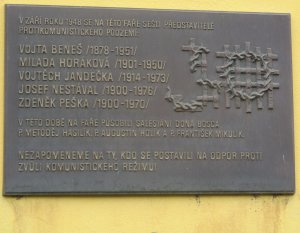 V ZÁŘÍ ROKU 1948 SE NA TÉTO FAŘE SEŠLI PŘEDSTAVITELÉ
PROTIKOMUNISTICKÉHO PODZEMÍ:
VOJTA BENEŠ /1878-1951/
MILADA HORÁKOVÁ /1901-1950/
VOJTĚCH JANDEČKA /1914-1973/
JOSEF NESTÁVAL /1900-1976/
ZDENĚK PEŠKA /1900-1970/
V TÉTO DOBĚ NA FAŘE PŮSOBILI SALESIÁNI DONA BOSCA
P. METODĚJ HASILÍK, P. AUGUSTIN HOLÍK A P. FRANTIŠEK MIKULÍK.
NEZAPOMENEME NA TY, KDO SE POSTAVILI NA ODPOR PROTI
ZVŮLI KOMUNISTICKÉHO REŽIMU!